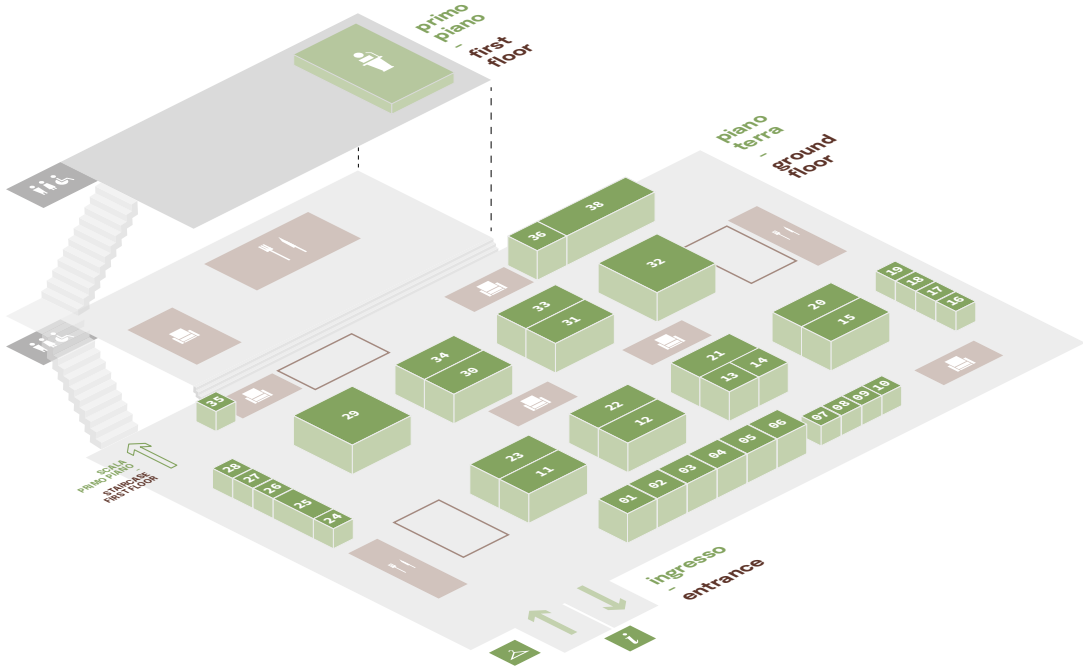 primo
piano
–
first
floor
piano
terra
–
ground
floor
38
36
32
19
18
17
16
33
31
20
15
34
30
21
14
13
35
29
22
12
10
09
08
07
06
05
04
03
02
01
23
11
28
27
26
25
24
SCALA
PRIMO PIANO
–
STAIRCASE
FIRST FLOOR
ingresso
–
entrance
i